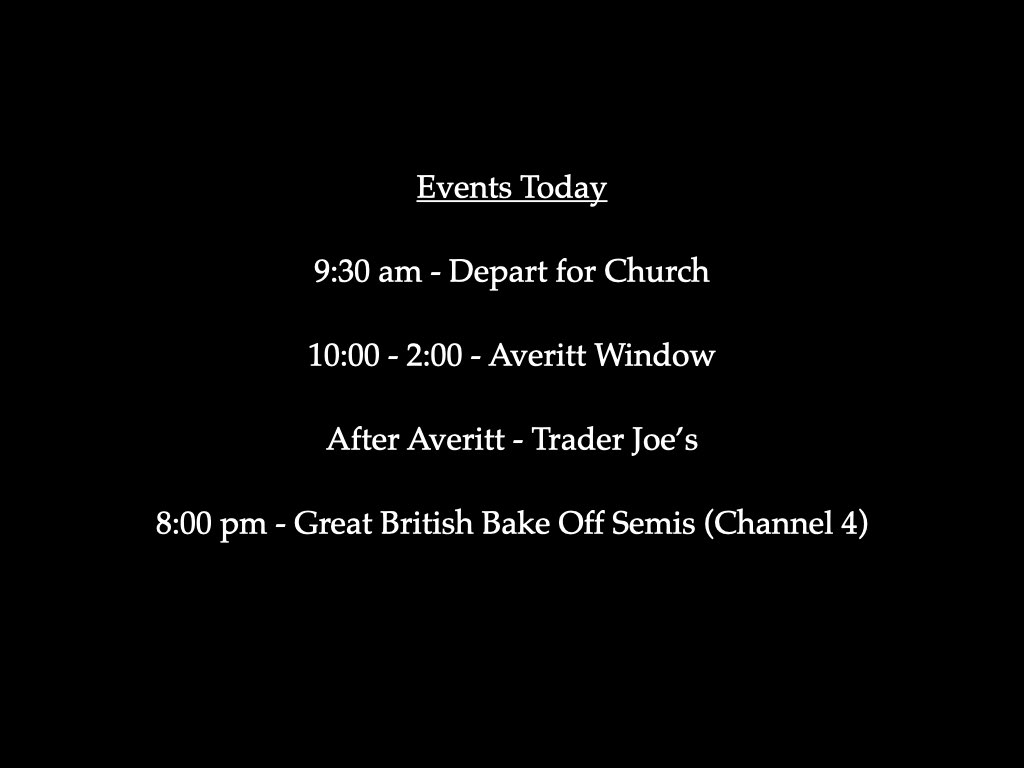 Events Today
9:30 am - Depart for Church
10:00 - 2:00 - Averitt Window
After Averitt - Trader Joe’s
8:00 pm - Great British Bake Off Semis (Channel 4)